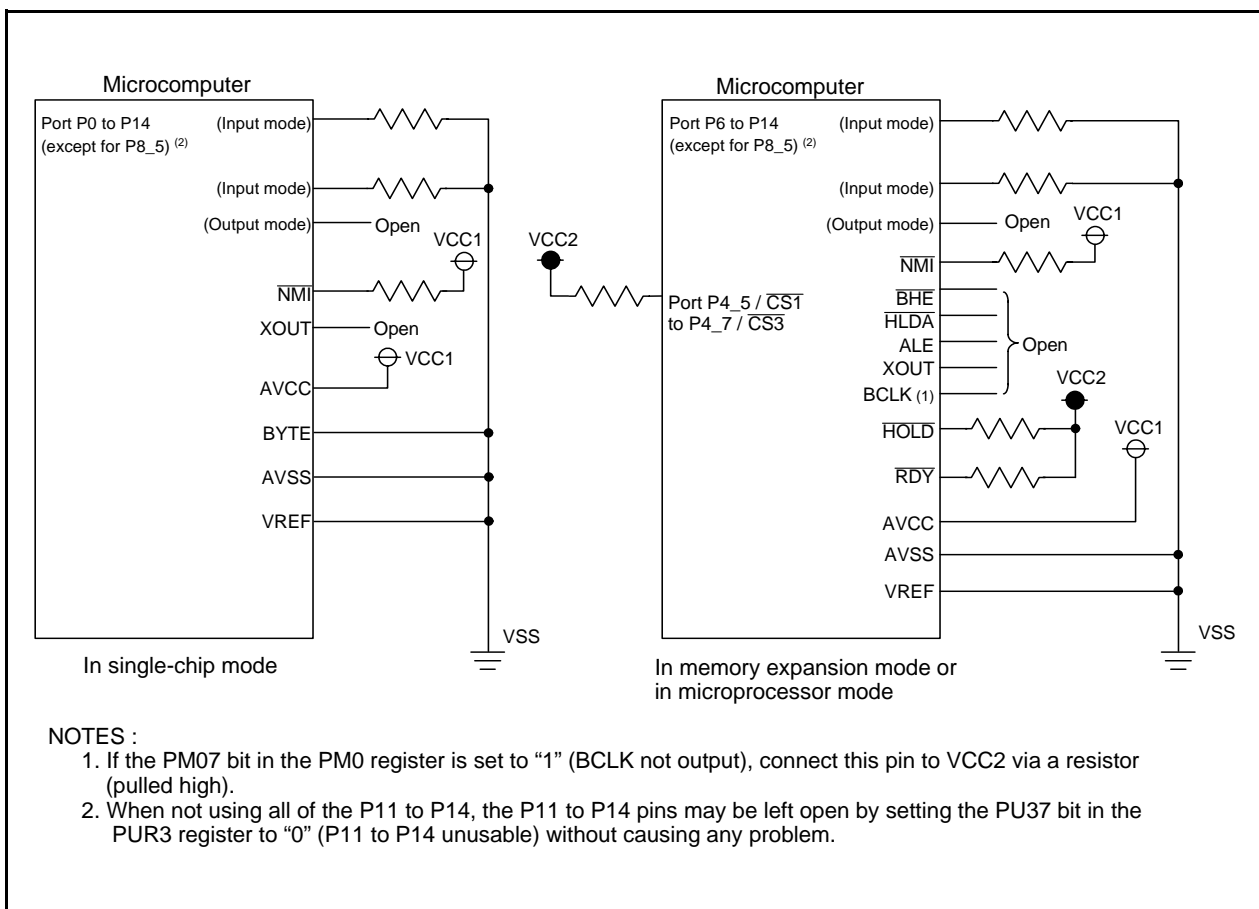 Microcomputer
Port P0 to P14 (Input mode)
(except for P8_5) (2)
(Input mode)
(Output mode) Open
VCC1
NMI
XOUT Open
VCC1
AVCC
BYTE
AVSS
VREF
VSS
In single-chip mode
Microcomputer
Port P6 to P14 (Input mode)
(except for P8_5) (2)
(Input mode)
(Output mode) Open
VCC1
NMI
VCC2
Port P4_5 / CS1
to P4_7 / CS3
BHE
HLDA
ALE
Open
XOUT
BCLK (1)
VCC2
HOLD
VCC1
RDY
AVCC
AVSS
VREF
VSS
In memory expansion mode or
in microprocessor mode
NOTES :
1. If the PM07 bit in the PM0 register is set to “1” (BCLK not output), connect this pin to VCC2 via a resistor
(pulled high).
2. When not using all of the P11 to P14, the P11 to P14 pins may be left open by setting the PU37 bit in the
PUR3 register to “0” (P11 to P14 unusable) without causing any problem.